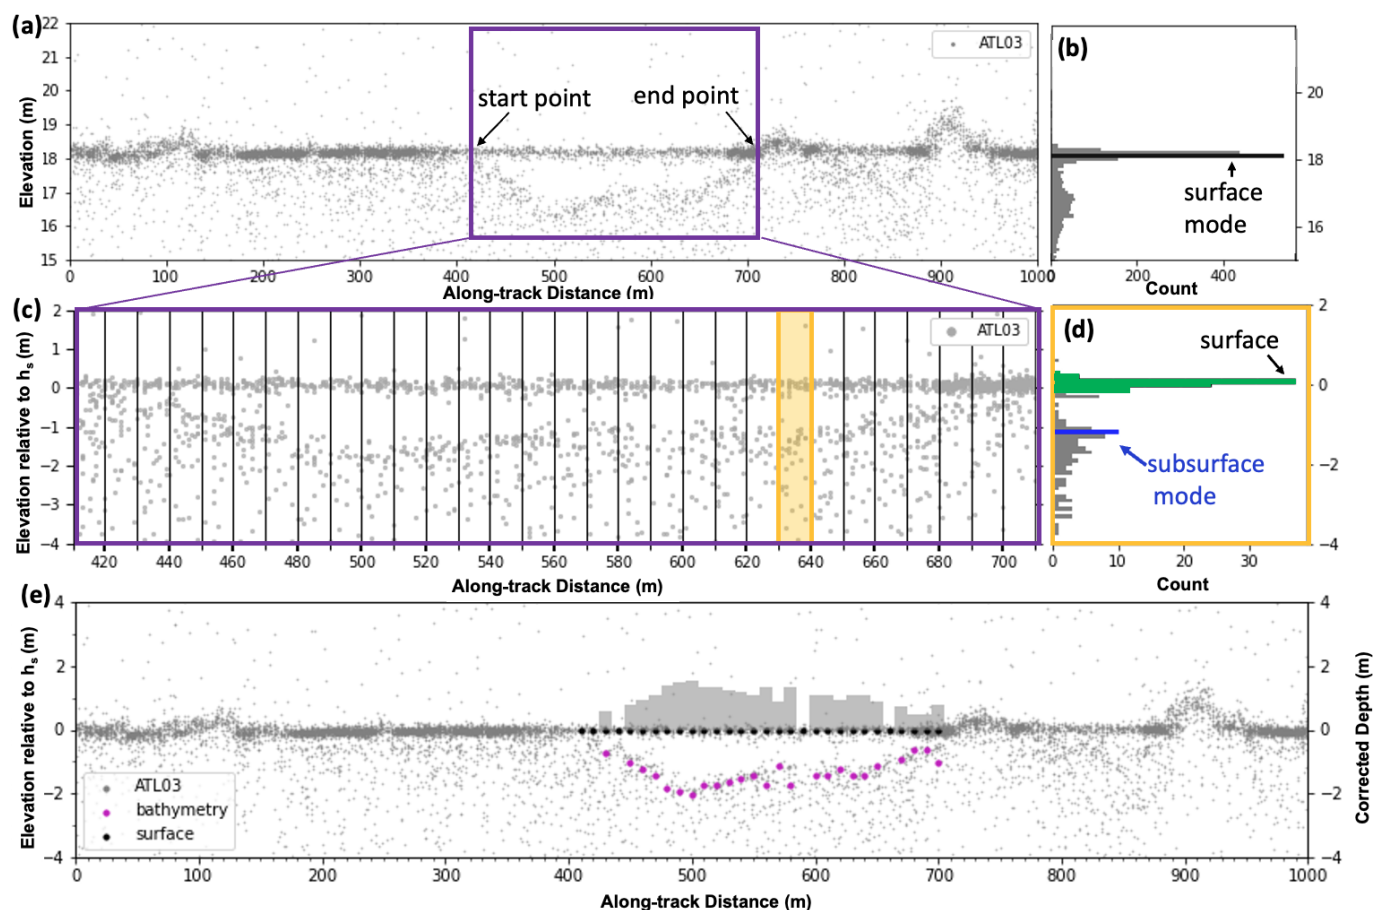 (a)
22
21
20
19
18
17
16
15
Elevation (m)
ATL03
start point
end point
0 100 200 300 400 500 600 700 800 900 1000
Along-track Distance (m)
(b)
20
18
16
surface
mode
200 400
Count
(c)
2
1
0
−1
−2
−3
−4
Elevation relative to hs (m)
ATL03
420 440 460 480 500 520 540 560 580 600 620 640 660 680 700
Along-track Distance (m)
(d)
surface
subsurface
mode
2
0
−2
−4
0 10 20 30
Count
(e)
4
2
0
−2
−4
Elevation relative to hs (m)
ATL03
bathymetry
surface
4
2
0
−2
−4
Corrected Depth (m)
0 100 200 300 400 500 600 700 800 900 1000
Along-track Distance (m)